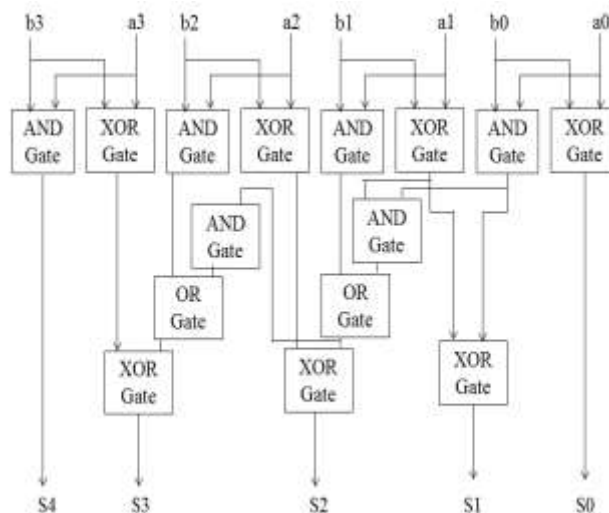 b3 a3 b2 a2 b1 a1 b0 a0
AND XOR AND XOR AND XOR AND XOR
Gate Gate Gate Gate Gate Gate Gate Gate
AND AND
Gate Gate
OR OR
Gate Gate
XOR XOR XOR
Gate Gate Gate
S4 S3 S2 S1 S0